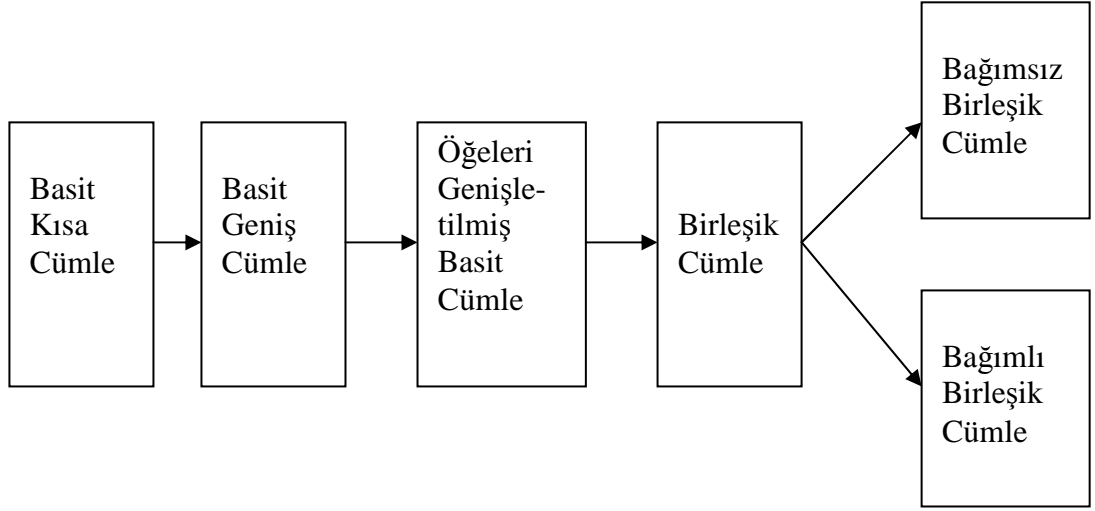 Basit
Kısa
Cümle
Basit
Geniş
Cümle
Öğeleri
Genişle-
tilmiş
Basit
Cümle
Birleşik
Cümle
Bağımsız
Birleşik
Cümle
Bağımlı
Birleşik
Cümle